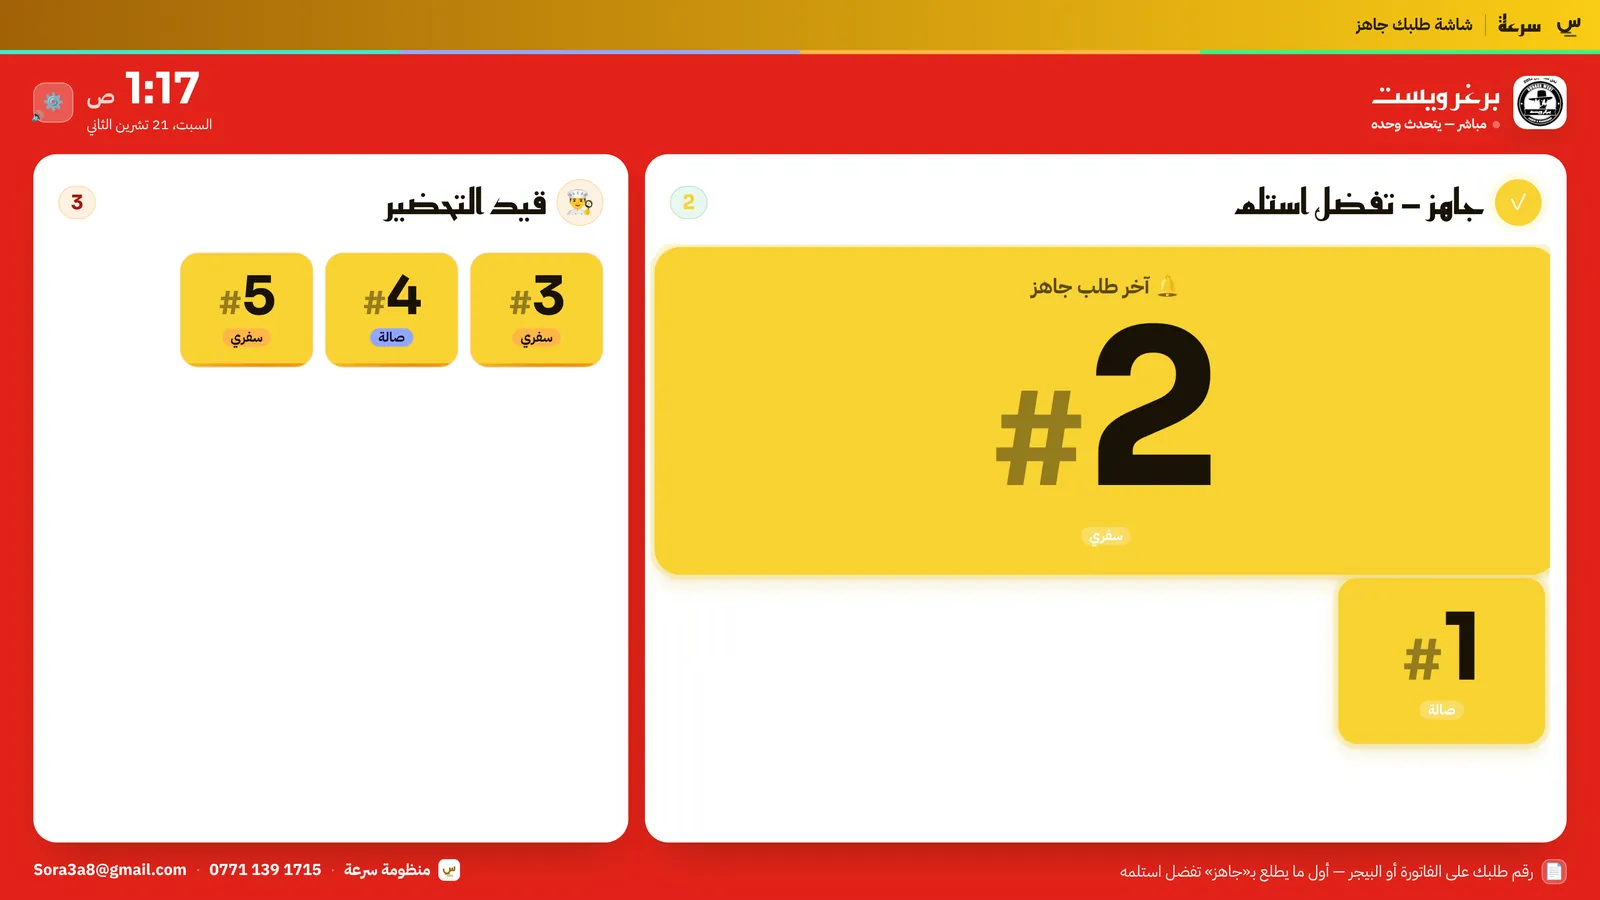 س سرعة | شاشة طلبك جاهز
برغر ويست
مباشر — يتحدث وحده
1:17 ص
السبت، 21 تشرين الثاني
✓ جاهز – تفضل استلم
2
🔔 آخر طلب جاهز
#2
سفري
#1
صالة
قيد التحضير
3
#3
سفري
#4
صالة
#5
سفري
رقم طلبك على الفاتورة أو البيجر — أول ما يطلع بـ«جاهز» تفضل استلمه
س منظومة سرعة · 0771 139 1715 · Sora3a8@gmail.com